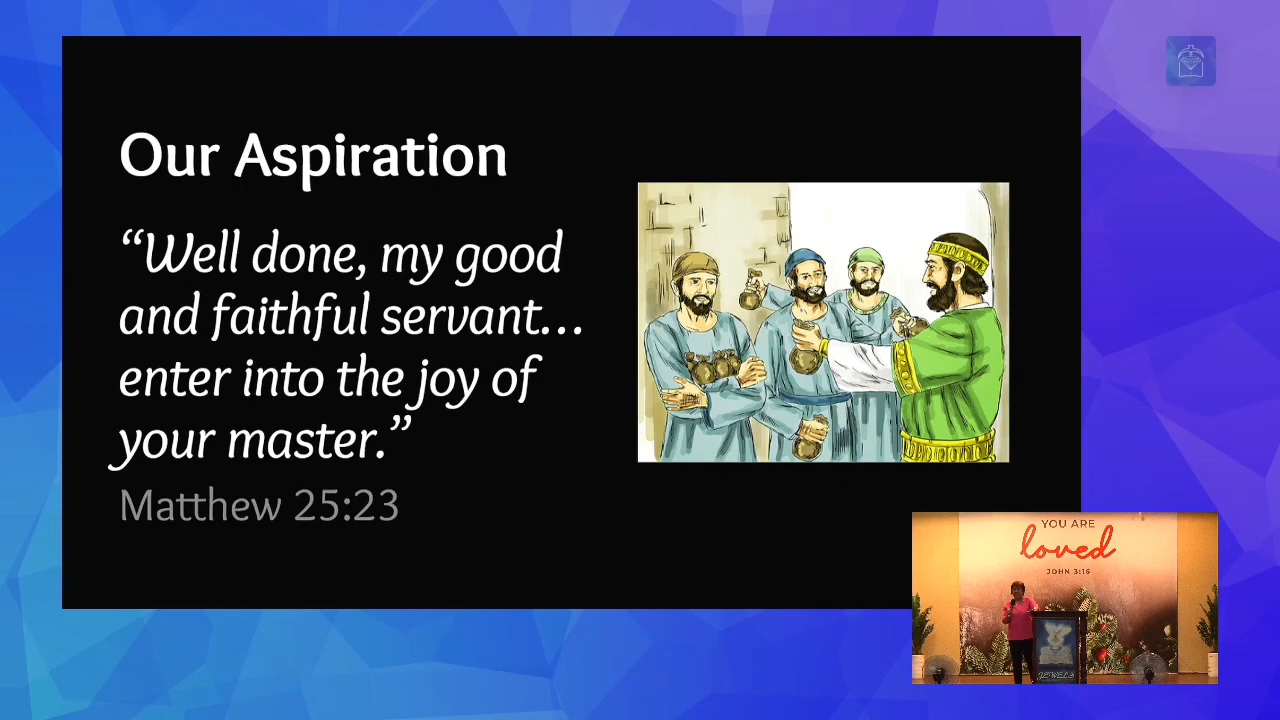 Our Aspiration
“Well done, my good
and faithful servant…
enter into the joy of
your master.”
Matthew 25:23
YOU ARE
loved
JOHN 3:16
JEWELS